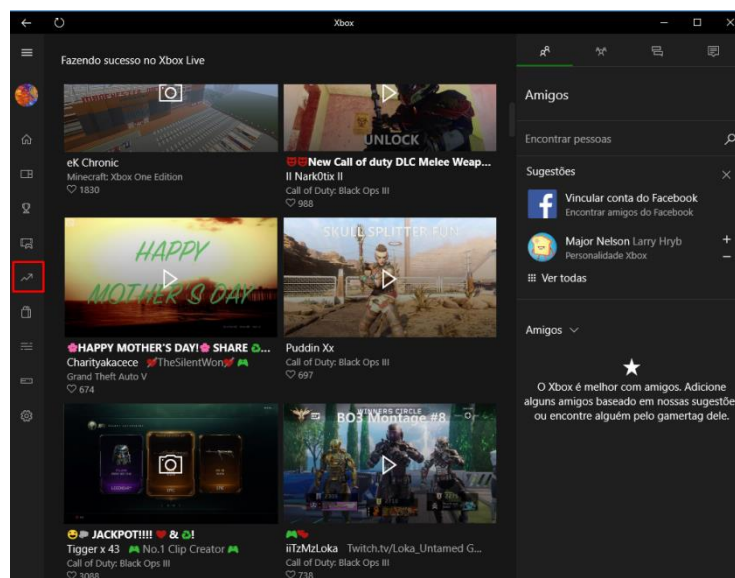 Xbox
Fazendo sucesso no Xbox Live
eK Chronic
Minecraft: Xbox One Edition
1830
UNLOCK
New Call of duty DLC Melee Weap...
II Nark0tix II
Call of Duty: Black Ops III
988
HAPPY
MOTHER'S DAY
HAPPY MOTHER'S DAY! SHARE ...
Charityakacece TheSilentWon
Grand Theft Auto V
674
SKULL SPLITTER FUN
Puddin Xx
Call of Duty: Black Ops III
697
JACKPOT!!!! & !
Tigger x 43 No.1 Clip Creator
Call of Duty: Black Ops III
3088
WINNERS CIRCLE
BO3 Montage #8
iiTzMzLoka Twitch.tv/Loka_Untamed G...
Call of Duty: Black Ops III
738
Amigos
Encontrar pessoas
Sugestões
Vincular conta do Facebook
Encontrar amigos do Facebook
Major Nelson Larry Hryb
Personalidade Xbox
Ver todas
Amigos
O Xbox é melhor com amigos. Adicione
alguns amigos baseado em nossas sugestõe
ou encontre alguém pelo gamertag dele.